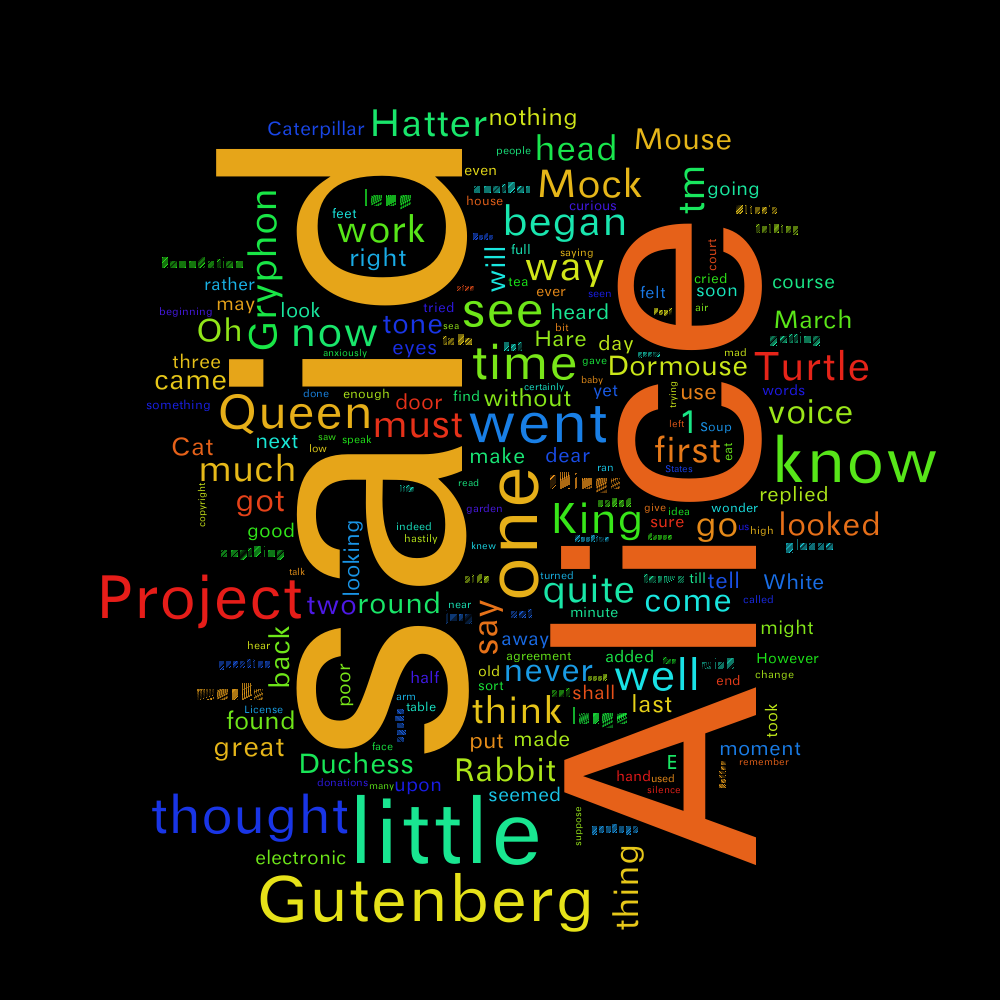 Caterpillar Hatter nothing
people head Mouse
even Mock tm going
house curious
feet work began
Gryphon right full saying way
will tea court
rather ever seen felt cried soon course
beginning may look tried see heard air
Oh now tone sea bit March
eyes Hare day
anxiously time gave Dormouse mad Turtle
three came certainly baby
something done enough find without yet trying use words
Queen door must went left 1 Soup voice
Cat next saw speak first eat
low make dear
much ran States know
copyright read replied
got garden one give idea wonder
good indeed King sure go us high looked
hastily
looking knew
talk turned quite till tell White
Project two round near minute come called
said
Alice
say away might
hear back agreement added However
poor half old never well end change
sort
License arm table think shall last took
found
great face put made moment
Duchess Rabbit E remember
donations many upon hand used
seemed silence
thought little suppose
electronic thing
Gutenberg